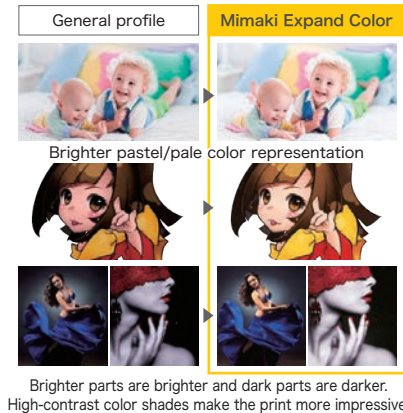 General profile
Mimaki Expand Color
Brighter pastel/pale color representation
Brighter parts are brighter and dark parts are darker.
High-contrast color shades make the print more impressive